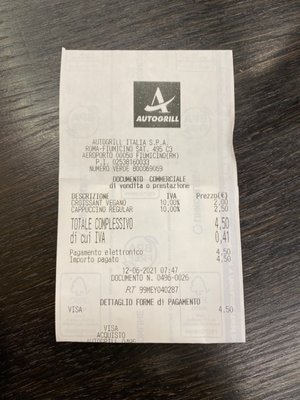 AUTOGRILL
AUTOGRILL ITALIA S.P.A.
ROMA-FIUMICINO SAT. 495 C3
AEROPORTO 00050 FIUMICINO(RM)
P.I. 02538160033
NUMERO VERDE 800069069
DOCUMENTO COMMERCIALE
di vendita o prestazione
DESCRIZIONE IVA Prezzo(€)
CROISSANT VEGANO 10,00% 2,00
CAPPUCCINO REGULAR 10,00% 2,50
TOTALE COMPLESSIVO 4,50
di cui IVA 0,41
Pagamento elettronico 4,50
Importo pagato 4,50
12-06-2021 07:47
DOCUMENTO N. 0496-0026
RT 99MEY040287
DETTAGLIO FORME di PAGAMENTO
VISA 4,50
VISA
ACQUISTO
AUTOGRILL 0496